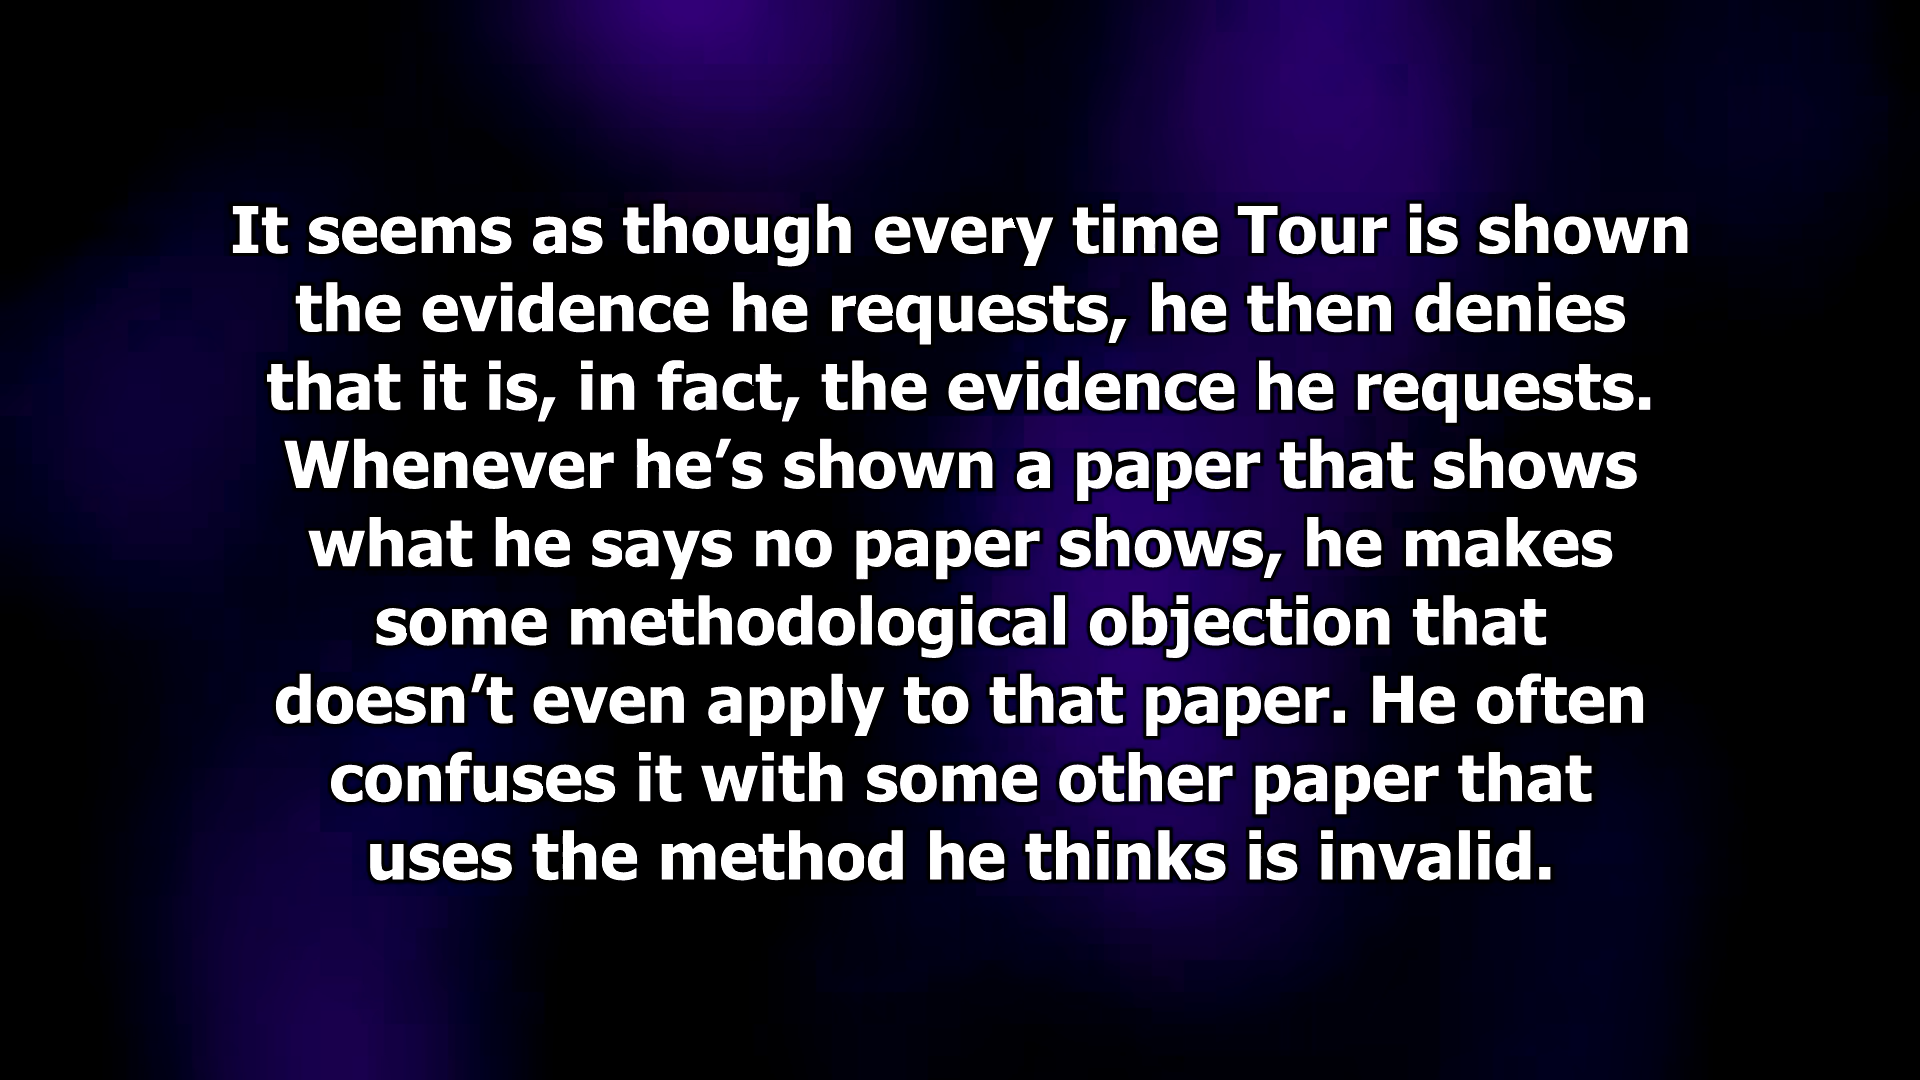 It seems as though every time Tour is shown
the evidence he requests, he then denies
that it is, in fact, the evidence he requests.
Whenever he’s shown a paper that shows
what he says no paper shows, he makes
some methodological objection that
doesn’t even apply to that paper. He often
confuses it with some other paper that
uses the method he thinks is invalid.